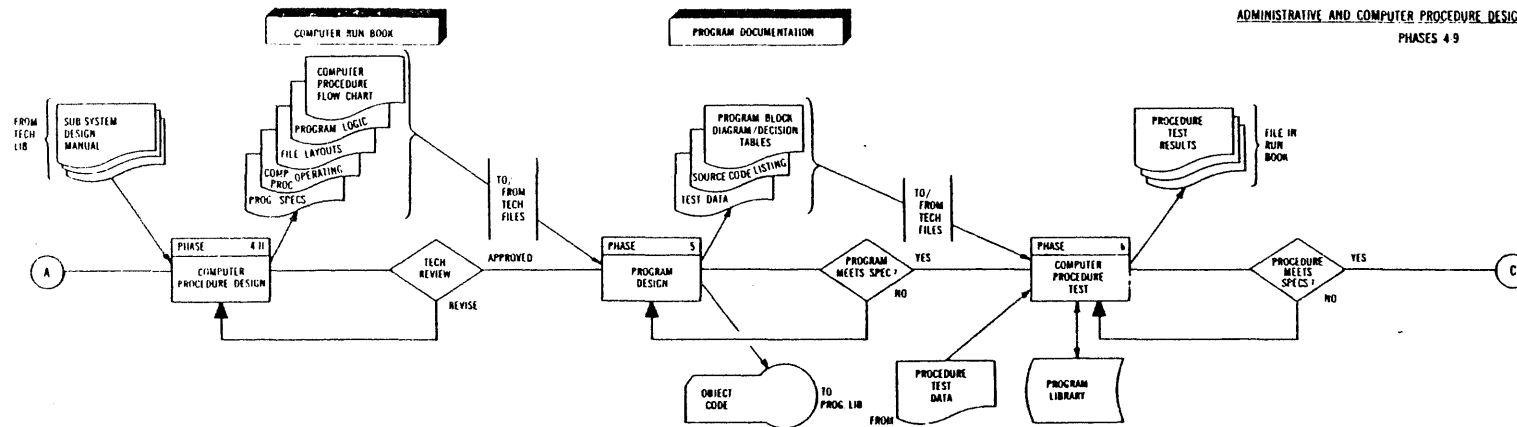 ADMINISTRATIVE AND COMPUTER PROCEDURE DESIG
PHASES 4-9
COMPUTER RUN BOOK
PROGRAM DOCUMENTATION
FROM
TECH
LIB
SUB SYSTEM
DESIGN
MANUAL
COMPUTER
PROCEDURE
FLOW CHART
PROGRAM LOGIC
FILE LAYOUTS
COMP OPERATING
PROC
PROG SPECS
TO/
FROM
TECH
FILES
PROGRAM BLOCK
DIAGRAM/DECISION
TABLES
SOURCE CODE LISTING
TEST DATA
TO/
FROM
TECH
FILES
PROCEDURE
TEST
RESULTS
FILE IN
RUN
BOOK
A
PHASE 4 II
COMPUTER
PROCEDURE DESIGN
TECH
REVIEW
APPROVED
REVISE
PHASE 5
PROGRAM
DESIGN
PROGRAM
MEETS SPEC?
YES
NO
PHASE 6
COMPUTER
PROCEDURE
TEST
PROCEDURE
MEETS
SPECS?
YES
NO
C
OBJECT
CODE
TO
PROG LIB
FROM
PROCEDURE
TEST
DATA
PROGRAM
LIBRARY